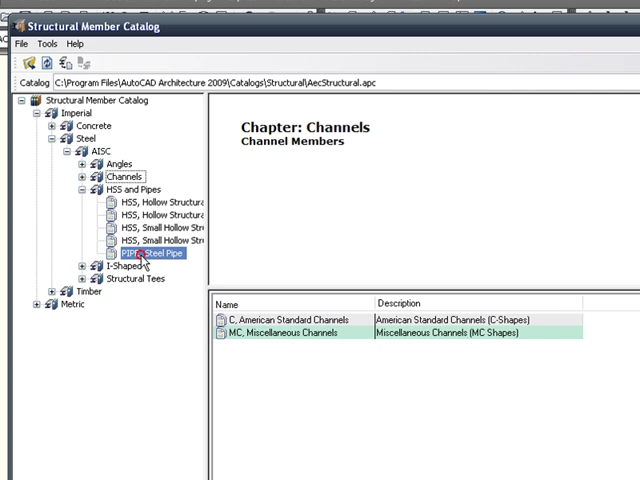 Structural Member Catalog
File Tools Help
Catalog C:\Program Files\AutoCAD Architecture 2009\Catalogs\Structural\AecStructural.apc
Structural Member Catalog
Imperial
Concrete
Steel
AISC
Angles
Channels
HSS and Pipes
HSS, Hollow Structura
HSS, Hollow Structura
HSS, Small Hollow Str
HSS, Small Hollow Str
PIPE, Steel Pipe
I-Shaped
Structural Tees
Timber
Metric
Chapter: Channels
Channel Members
Name Description
C, American Standard Channels American Standard Channels (C-Shapes)
MC, Miscellaneous Channels Miscellaneous Channels (MC Shapes)